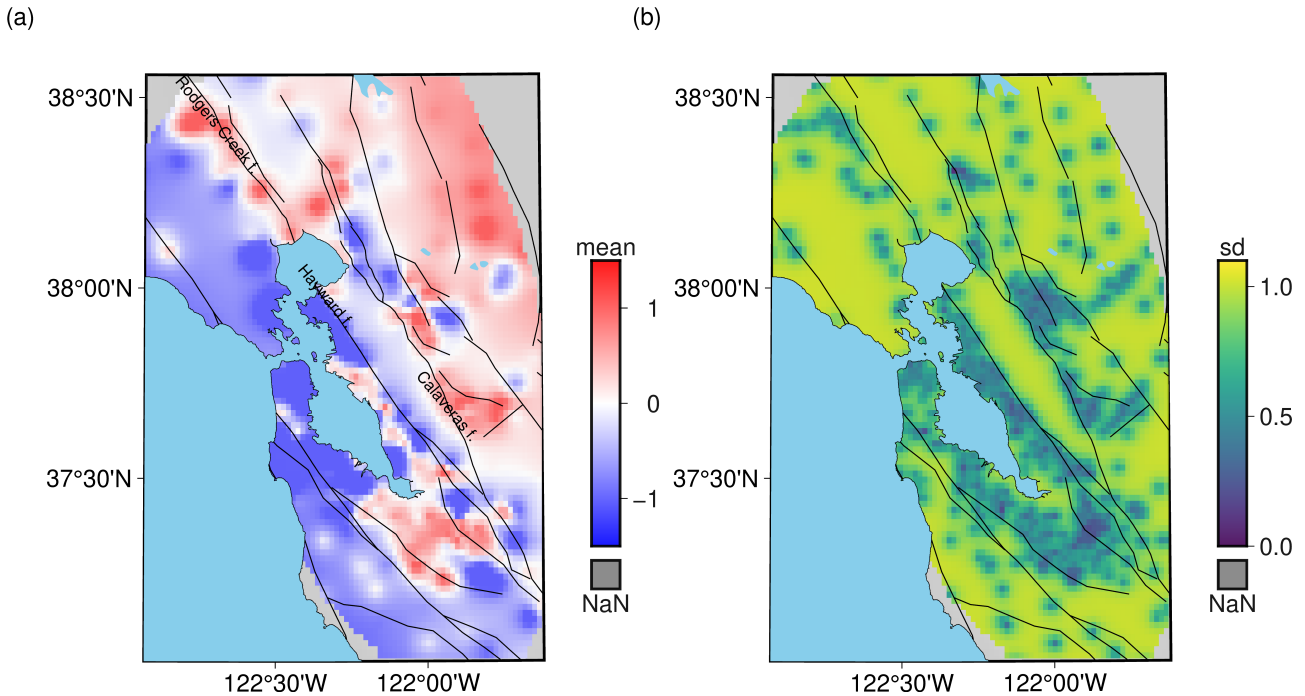 (a)
(b)
38°30'N
38°00'N
37°30'N
122°30'W
122°00'W
Rodgers Creek f.
Hayward f.
Calaveras f.
mean
1
0
−1
NaN
38°30'N
38°00'N
37°30'N
122°30'W
122°00'W
sd
1.0
0.5
0.0
NaN